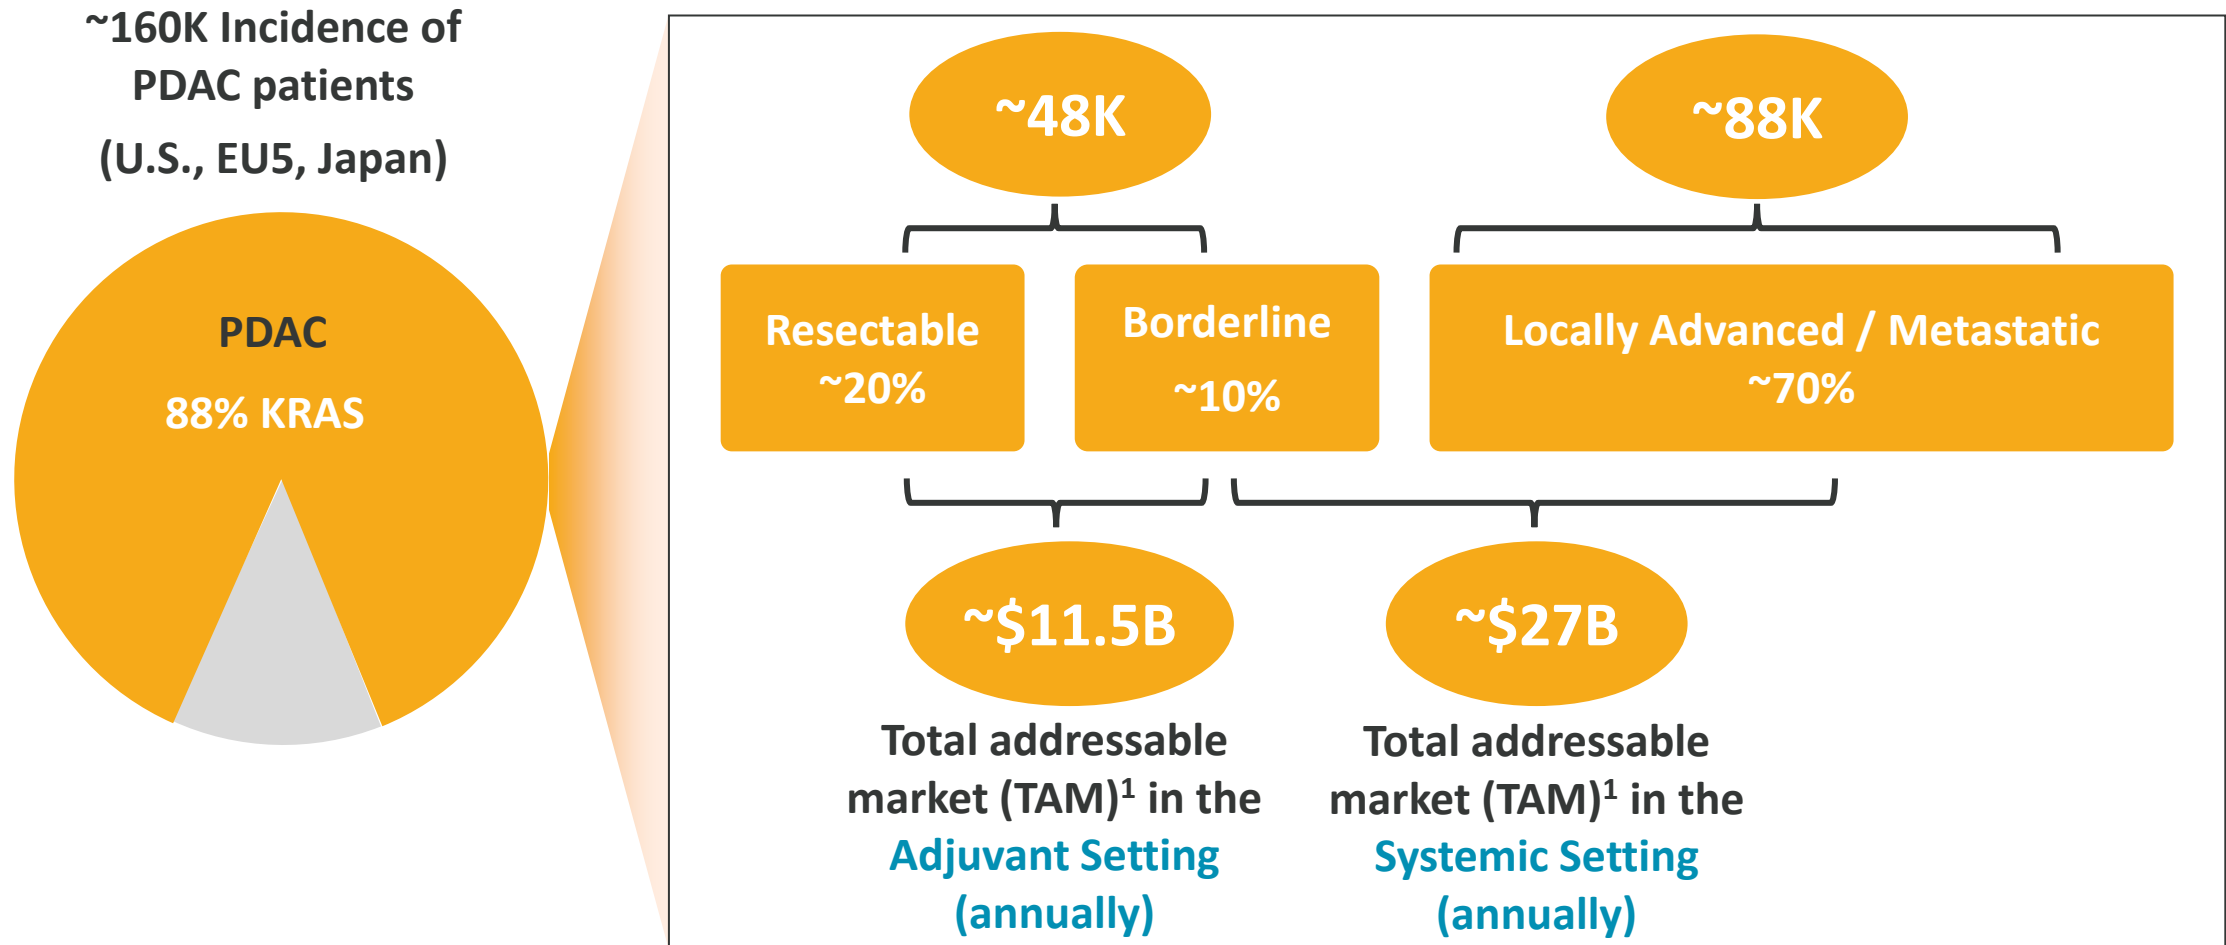 ~160K Incidence of
PDAC patients
(U.S., EU5, Japan)
PDAC
88% KRAS
~48K
~88K
Resectable
~20%
Borderline
~10%
Locally Advanced / Metastatic
~70%
~$11.5B
~$27B
Total addressable
market (TAM)¹ in the
Adjuvant Setting
(annually)
Total addressable
market (TAM)¹ in the
Systemic Setting
(annually)